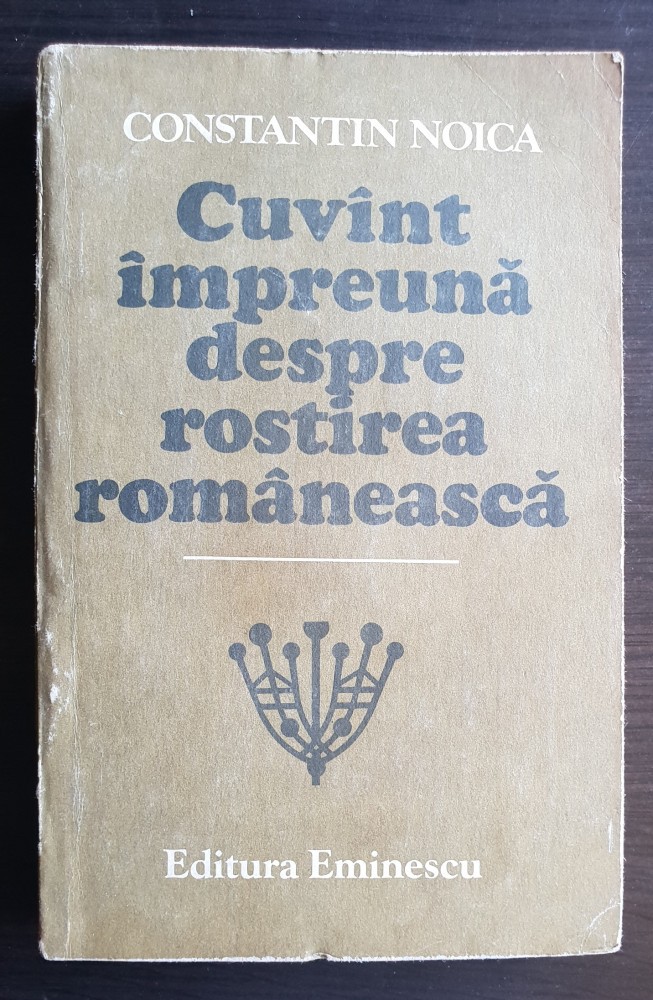 CONSTANTIN NOICA
Cuvînt
împreună
despre
rostirea
românească
Editura Eminescu